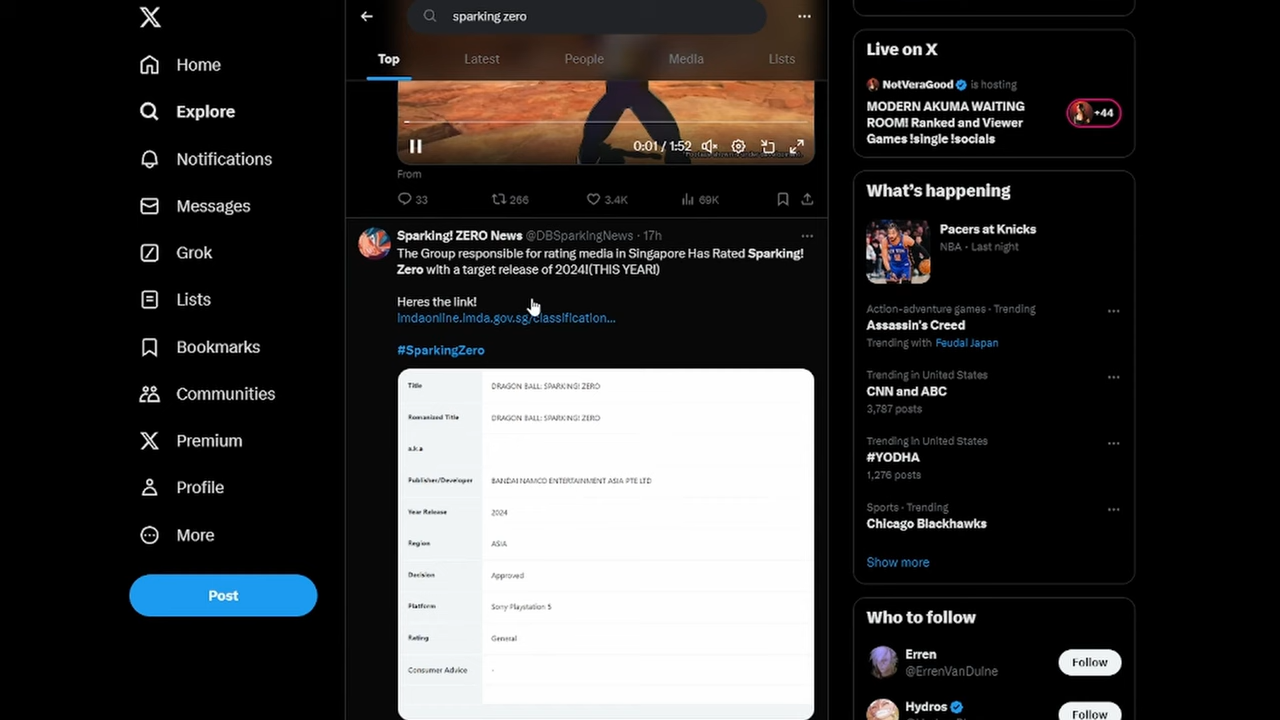 sparking zero
Top
Latest
People
Media
Lists
0:01 / 1:52
From
33
266
3.4K
69K
Sparking! ZERO News @DBSparkingNews · 17h
The Group responsible for rating media in Singapore Has Rated Sparking!
Zero with a target release of 2024!(THIS YEAR!)
Heres the link!
imdaonline.imda.gov.sg/classification…
#SparkingZero
Title DRAGON BALL: SPARKING! ZERO
Romanized Title DRAGON BALL: SPARKING! ZERO
a.k.a
Publisher/Developer BANDAI NAMCO ENTERTAINMENT ASIA PTE LTD
Year Release 2024
Region ASIA
Decision Approved
Platform Sony Playstation 5
Rating General
Consumer Advice -
Home
Explore
Notifications
Messages
Grok
Lists
Bookmarks
Communities
Premium
Profile
More
Post
Live on X
NotVeraGood is hosting
MODERN AKUMA WAITING
ROOM! Ranked and Viewer
Games !single !socials
+44
What's happening
Pacers at Knicks
NBA · Last night
Action-adventure games · Trending
Assassin's Creed
Trending with Feudal Japan
Trending in United States
CNN and ABC
3,787 posts
Trending in United States
#YODHA
1,276 posts
Sports · Trending
Chicago Blackhawks
Show more
Who to follow
Erren
@ErrenVanDuine
Follow
Hydros
Follow